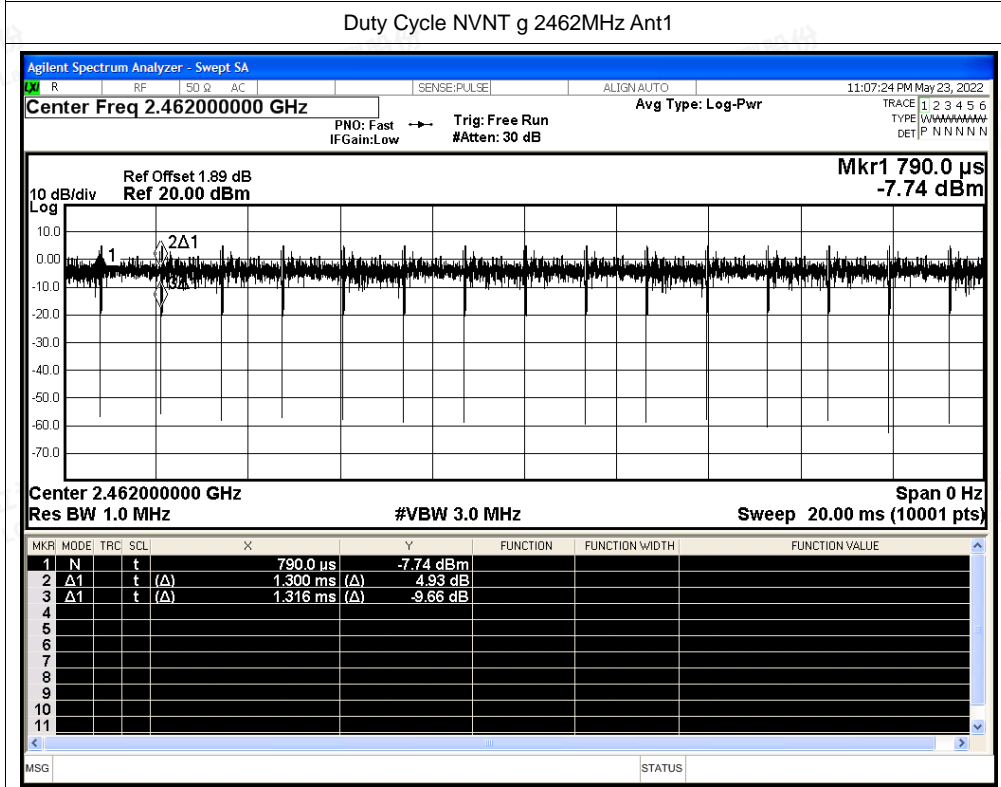 Duty Cycle NVNT g 2462MHz Ant1
Agilent Spectrum Analyzer - Swept SA
LXI R RF 50 Ω AC SENSE:PULSE ALIGN AUTO 11:07:24 PM May 23, 2022
Center Freq 2.462000000 GHz
PNO: Fast
IFGain:Low
Trig: Free Run
#Atten: 30 dB
Avg Type: Log-Pwr
TRACE 1 2 3 4 5 6
TYPE
DET P N N N N N
Mkr1 790.0 µs
-7.74 dBm
Ref Offset 1.89 dB
10 dB/div Ref 20.00 dBm
Log
10.0
0.00
-10.0
-20.0
-30.0
-40.0
-50.0
-60.0
-70.0
1
2Δ1
3Δ1
Center 2.462000000 GHz Span 0 Hz
Res BW 1.0 MHz #VBW 3.0 MHz Sweep 20.00 ms (10001 pts)
MKR MODE TRC SCL X Y FUNCTION FUNCTION WIDTH FUNCTION VALUE
1 N t 790.0 µs -7.74 dBm
2 Δ1 t (Δ) 1.300 ms (Δ) 4.93 dB
3 Δ1 t (Δ) 1.316 ms (Δ) -9.66 dB
4
5
6
7
8
9
10
11
MSG STATUS